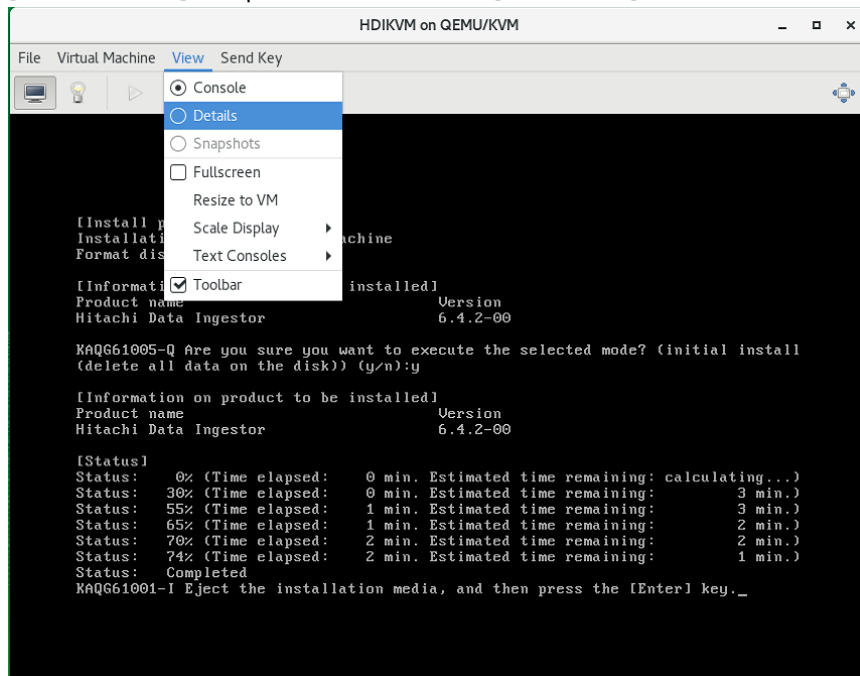 HDIKVM on QEMU/KVM
File Virtual Machine View Send Key
Console
Details
Snapshots
Fullscreen
Resize to VM
Scale Display
Text Consoles
Toolbar
[Install p
Installati achine
Format dis
[Informati installed]
Product name Version
Hitachi Data Ingestor 6.4.2-00
KAQG61005-Q Are you sure you want to execute the selected mode? (initial install
(delete all data on the disk)) (y/n):y
[Information on product to be installed]
Product name Version
Hitachi Data Ingestor 6.4.2-00
[Status]
Status: 0% (Time elapsed: 0 min. Estimated time remaining: calculating...)
Status: 30% (Time elapsed: 0 min. Estimated time remaining: 3 min.)
Status: 55% (Time elapsed: 1 min. Estimated time remaining: 3 min.)
Status: 65% (Time elapsed: 1 min. Estimated time remaining: 2 min.)
Status: 70% (Time elapsed: 2 min. Estimated time remaining: 2 min.)
Status: 74% (Time elapsed: 2 min. Estimated time remaining: 1 min.)
Status: Completed
KAQG61001-I Eject the installation media, and then press the [Enter] key._